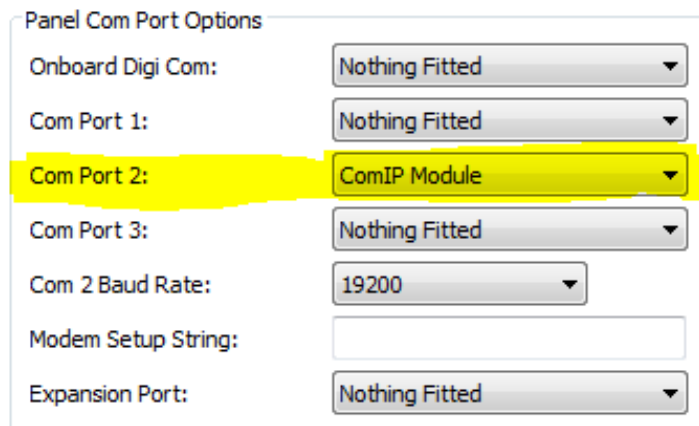 Panel Com Port Options
Onboard Digi Com: Nothing Fitted
Com Port 1: Nothing Fitted
Com Port 2: ComIP Module
Com Port 3: Nothing Fitted
Com 2 Baud Rate: 19200
Modem Setup String:
Expansion Port: Nothing Fitted